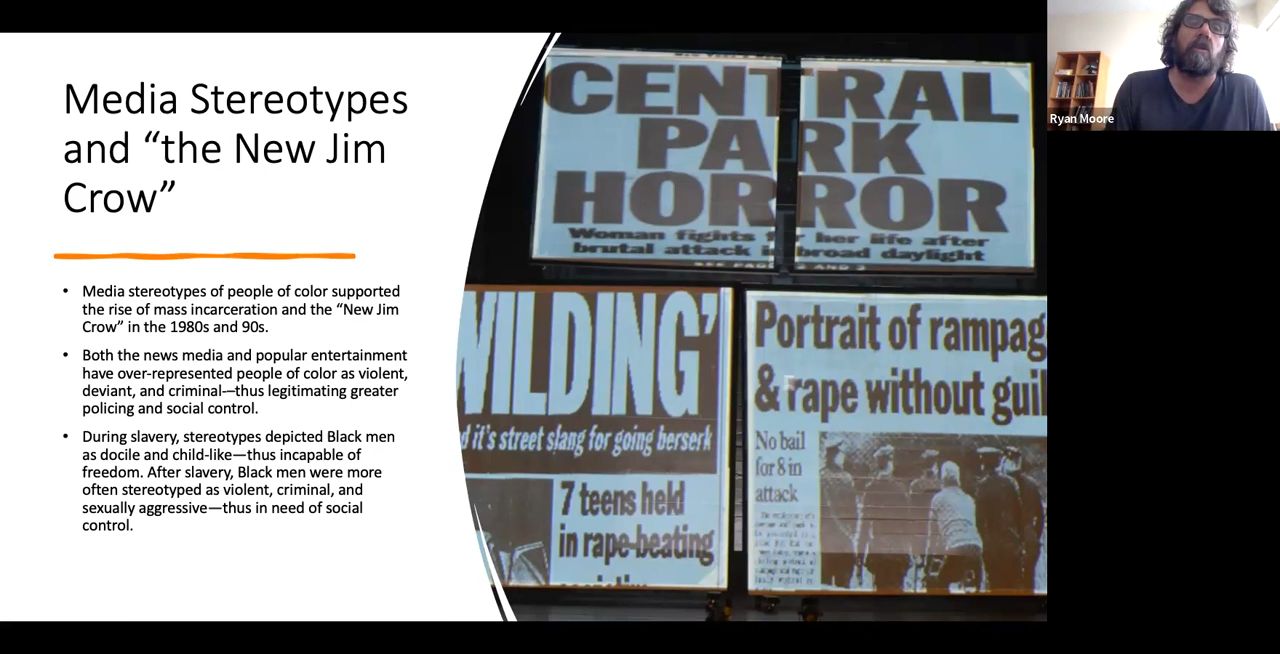 Media Stereotypes
and “the New Jim
Crow”
• Media stereotypes of people of color supported
the rise of mass incarceration and the “New Jim
Crow” in the 1980s and 90s.
• Both the news media and popular entertainment
have over-represented people of color as violent,
deviant, and criminal-–thus legitimating greater
policing and social control.
• During slavery, stereotypes depicted Black men
as docile and child-like—thus incapable of
freedom. After slavery, Black men were more
often stereotyped as violent, criminal, and
sexually aggressive—thus in need of social
control.
CENTRAL
PARK
HORROR
Woman fights for her life after
brutal attack in broad daylight
WILDING’
d it's street slang for going berserk
7 teens held
in rape-beating
Portrait of rampag
& rape without guil
No bail
for 8 in
attack
Ryan Moore